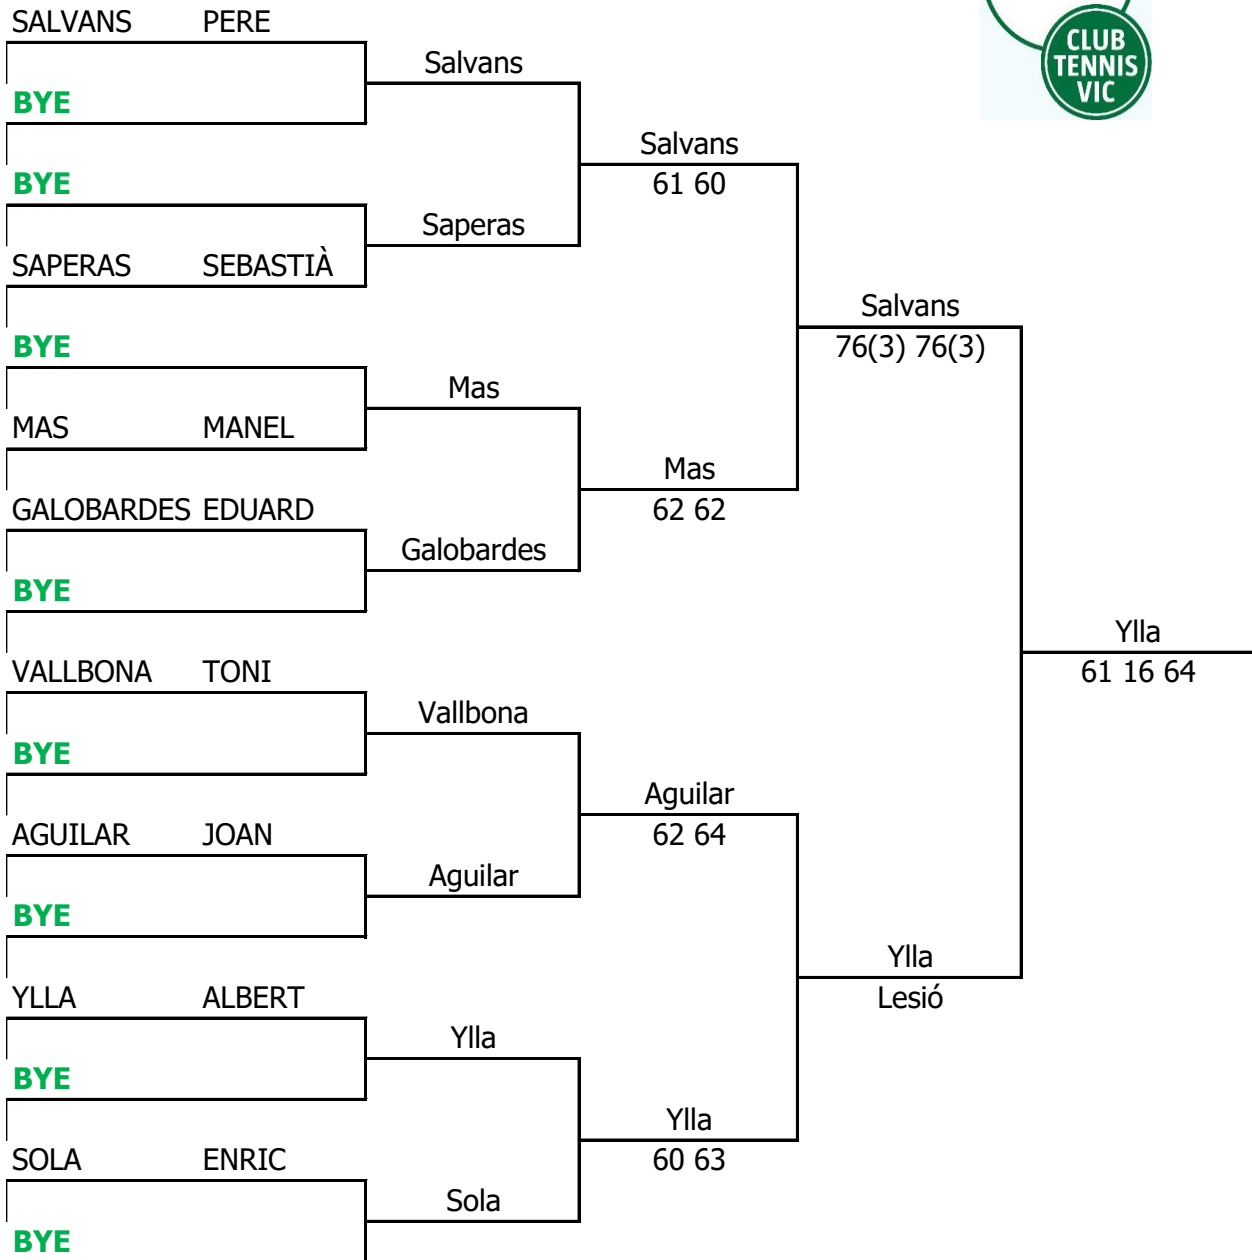 SALVANS PERE
BYE
BYE
SAPERAS SEBASTIÀ
BYE
MAS MANEL
GALOBARDES EDUARD
BYE
VALLBONA TONI
BYE
AGUILAR JOAN
BYE
YLLA ALBERT
BYE
SOLA ENRIC
BYE
Salvans
Saperas
Mas
Galobardes
Vallbona
Aguilar
Ylla
Sola
Salvans
61 60
Mas
62 62
Aguilar
62 64
Ylla
60 63
Salvans
76(3) 76(3)
Ylla
Lesió
Ylla
61 16 64
CLUB
TENNIS
VIC